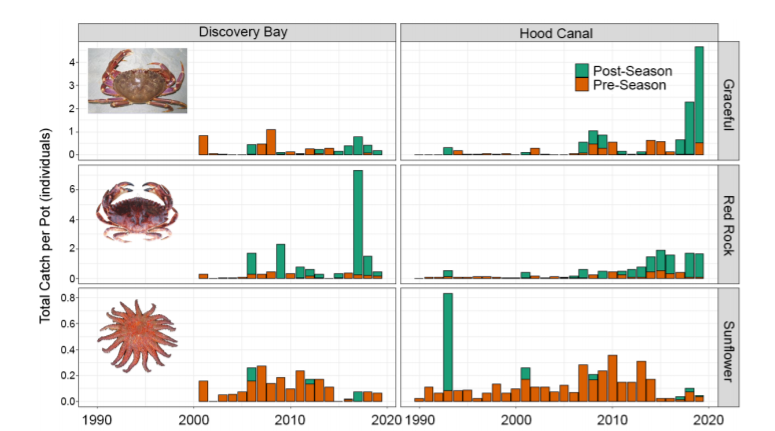 Discovery Bay
Hood Canal
Total Catch per Pot (individuals)
4
3
2
1
0
Post-Season
Pre-Season
Graceful
6
4
2
0
Red Rock
0.8
0.6
0.4
0.2
0.0
Sunflower
1990
2000
2010
2020
1990
2000
2010
2020